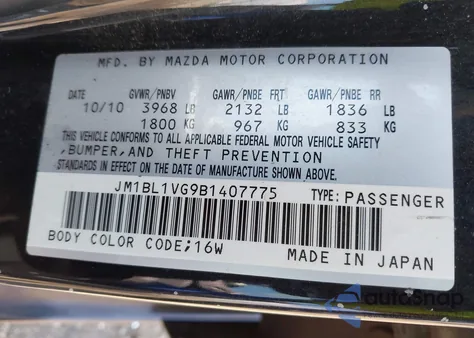 MFD. BY MAZDA MOTOR CORPORATION
DATE GVWR/PNBV GAWR/PNBE FRT GAWR/PNBE RR
10/10 3968 LB 2132 LB 1836 LB
1800 KG 967 KG 833 KG
THIS VEHICLE CONFORMS TO ALL APPLICABLE FEDERAL MOTOR VEHICLE SAFETY
,BUMPER,AND THEFT PREVENTION
STANDARDS IN EFFECT ON THE DATE OF MANUFACTURE SHOWN ABOVE.
JM1BL1VG9B1407775 TYPE: PASSENGER
BODY COLOR CODE;16W MADE IN JAPAN
autosnap